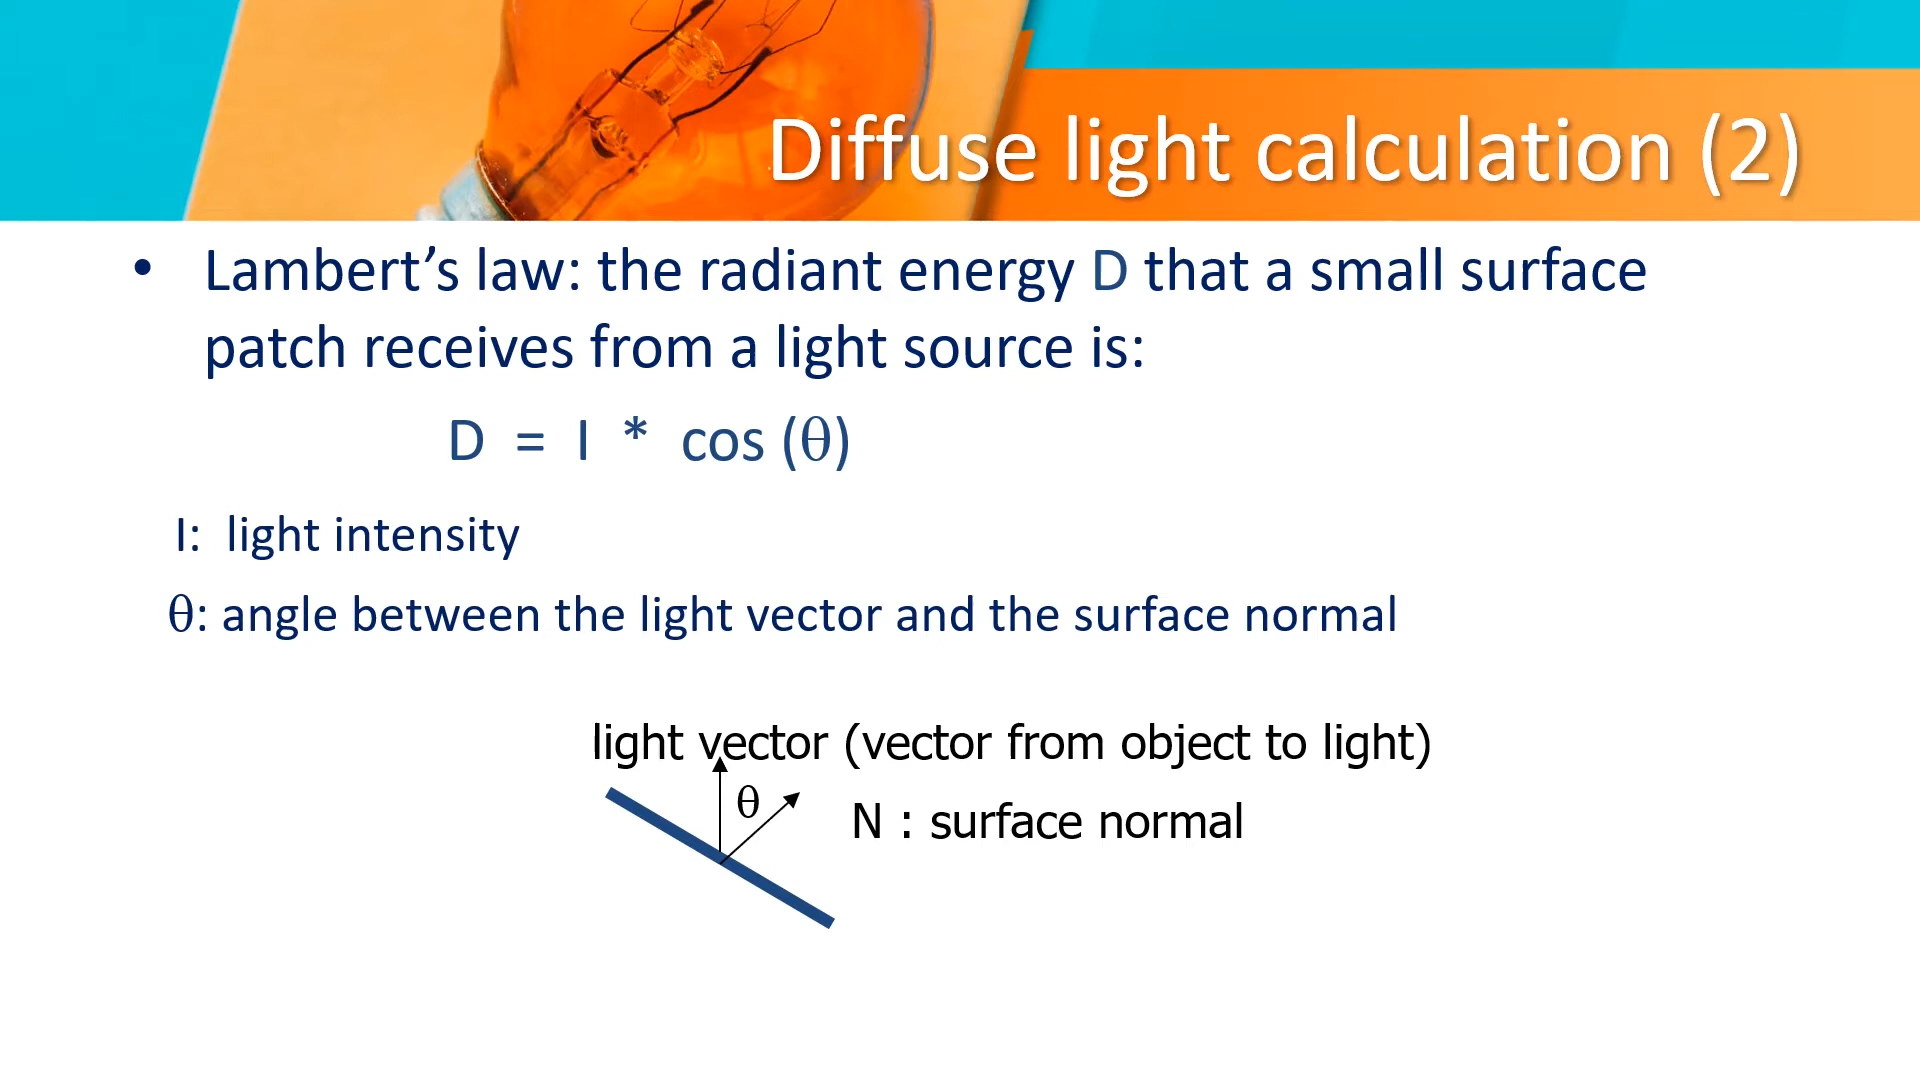 Diffuse light calculation (2)
• Lambert’s law: the radiant energy D that a small surface
patch receives from a light source is:
D = I * cos (θ)
I: light intensity
θ: angle between the light vector and the surface normal
light vector (vector from object to light)
θ
N : surface normal